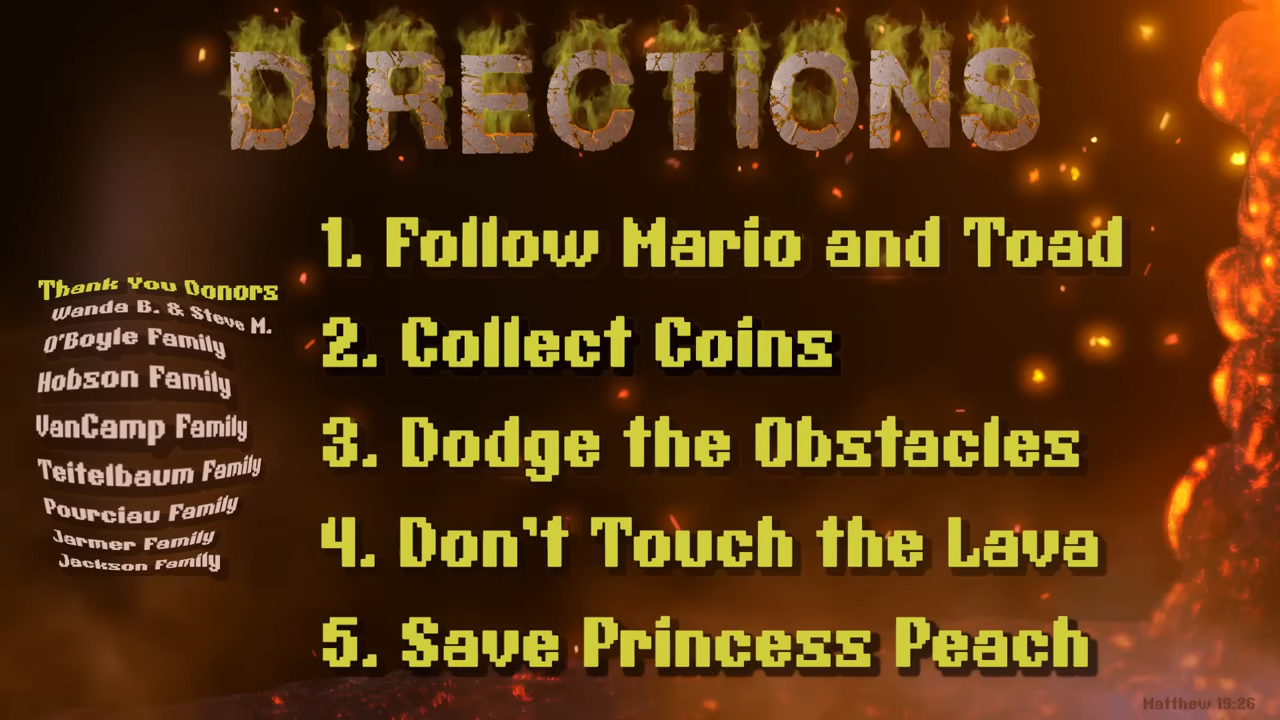 DIRECTIONS
1. Follow Mario and Toad
2. Collect Coins
3. Dodge the Obstacles
4. Don't Touch the Lava
5. Save Princess Peach
Thank You Donors
Wanda B. & Steve M.
O'Boyle Family
Hobson Family
VanCamp Family
Teitelbaum Family
Pourciau Family
Jarmer Family
Jackson Family
Matthew 19:26